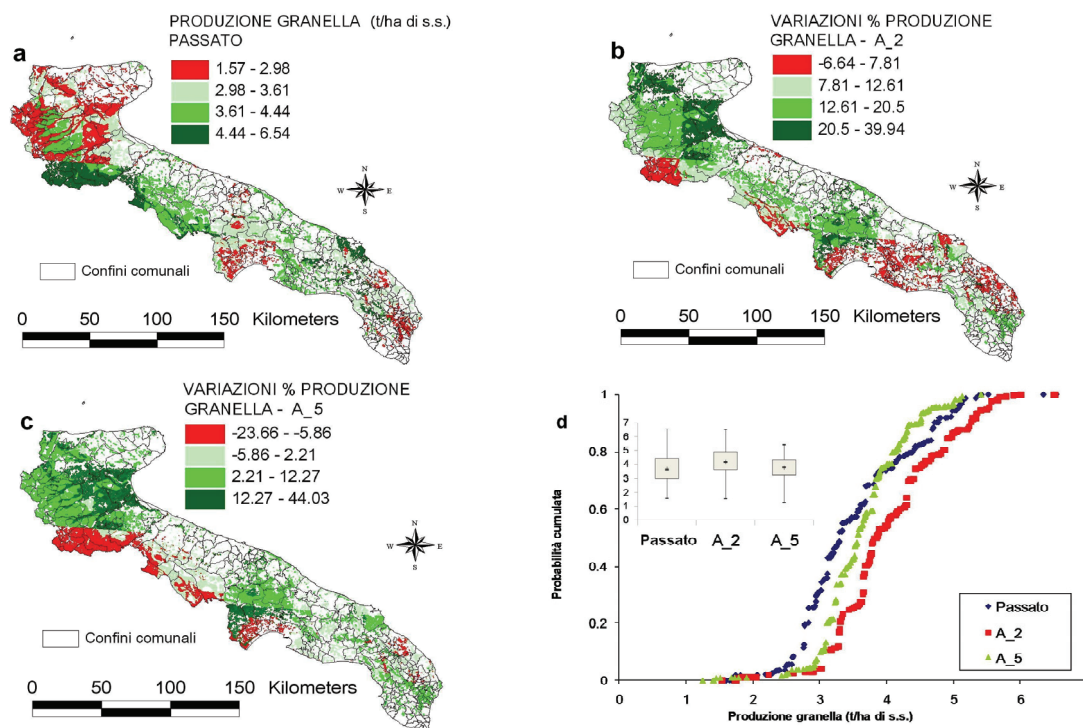 a
PRODUZIONE GRANELLA (t/ha di s.s.)
PASSATO
1.57 - 2.98
2.98 - 3.61
3.61 - 4.44
4.44 - 6.54
N
W E
S
Confini comunali
0 50 100 150 Kilometers
b
VARIAZIONI % PRODUZIONE
GRANELLA - A_2
-6.64 - 7.81
7.81 - 12.61
12.61 - 20.5
20.5 - 39.94
N
W E
S
Confini comunali
0 50 100 150 Kilometers
c
VARIAZIONI % PRODUZIONE
GRANELLA - A_5
-23.66 - -5.86
-5.86 - 2.21
2.21 - 12.27
12.27 - 44.03
N
W E
S
Confini comunali
0 50 100 150 Kilometers
d
1
0.8
0.6
0.4
0.2
0
Probabilità cumulata
7
6
5
4
3
2
1
0
Passato A_2 A_5
Passato
A_2
A_5
0 1 2 3 4 5 6
Produzione granella (t/ha di s.s.)